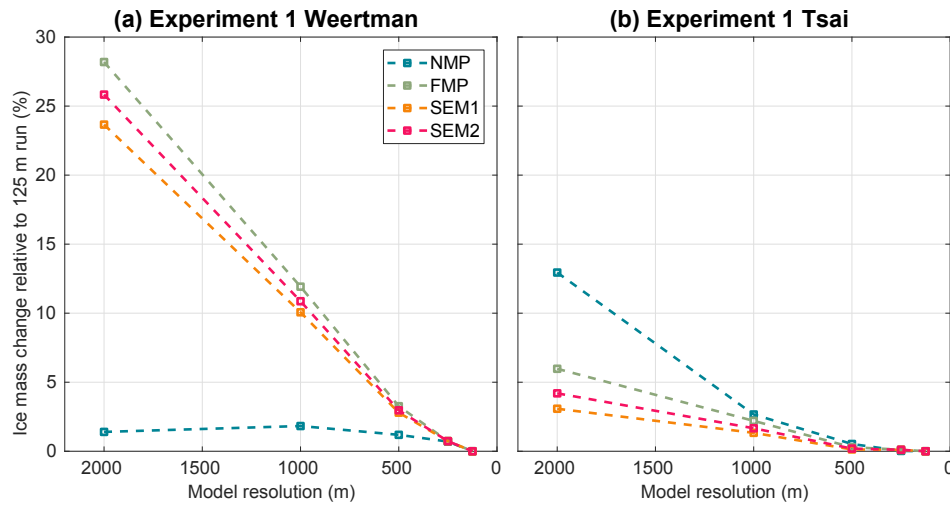 (a) Experiment 1 Weertman
(b) Experiment 1 Tsai
Ice mass change relative to 125 m run (%)
30
25
20
15
10
5
0
NMP
FMP
SEM1
SEM2
2000 1500 1000 500 0
2000 1500 1000 500 0
Model resolution (m)
Model resolution (m)